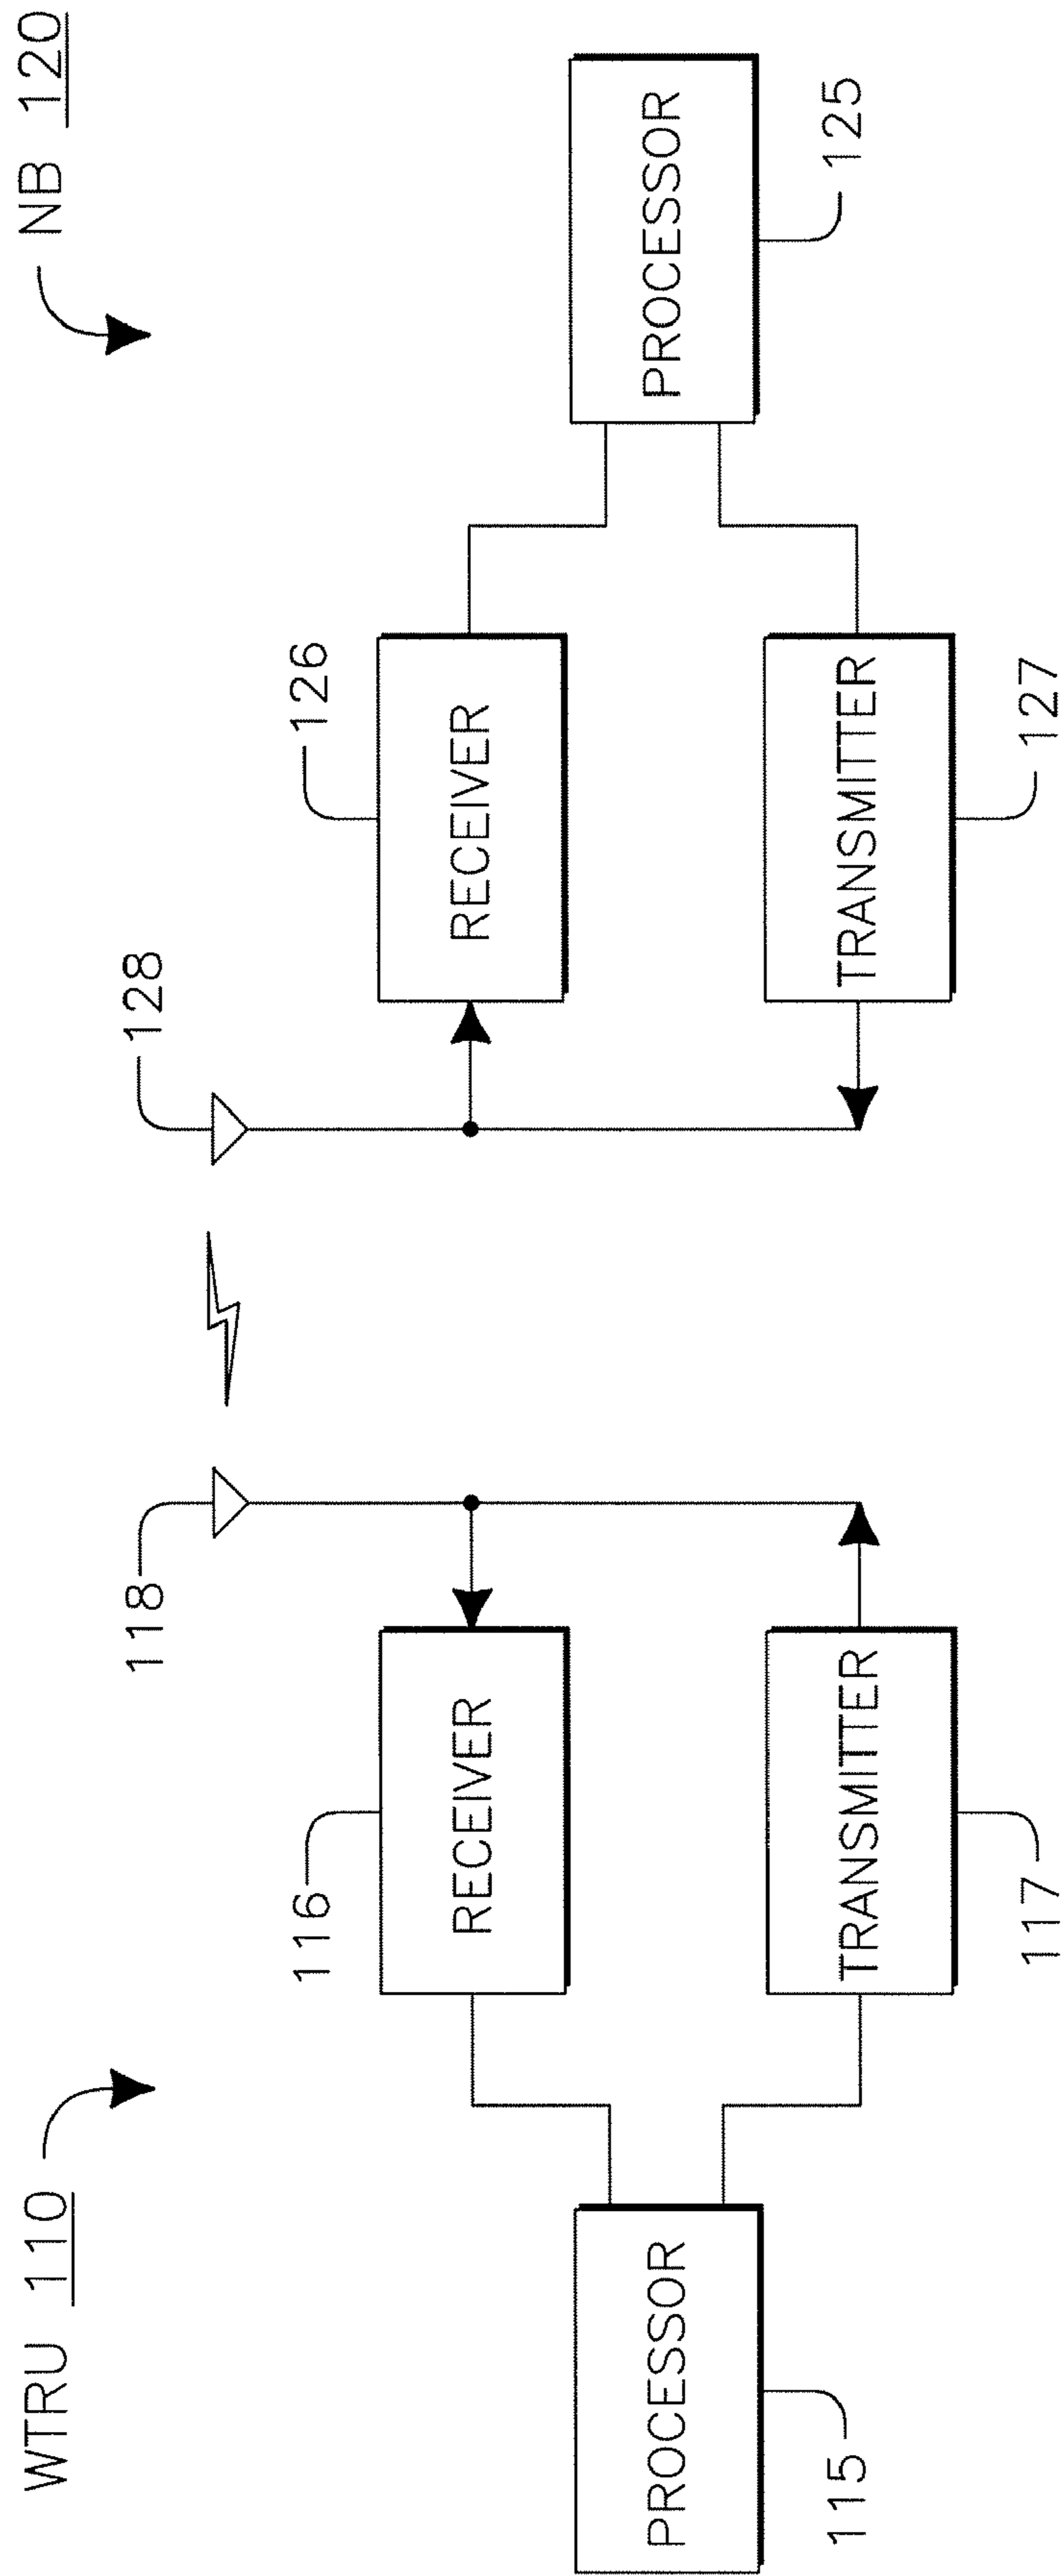 WTRU 110
NB 120
118
128
116
RECEIVER
126
RECEIVER
PROCESSOR
115
PROCESSOR
125
TRANSMITTER
117
TRANSMITTER
127